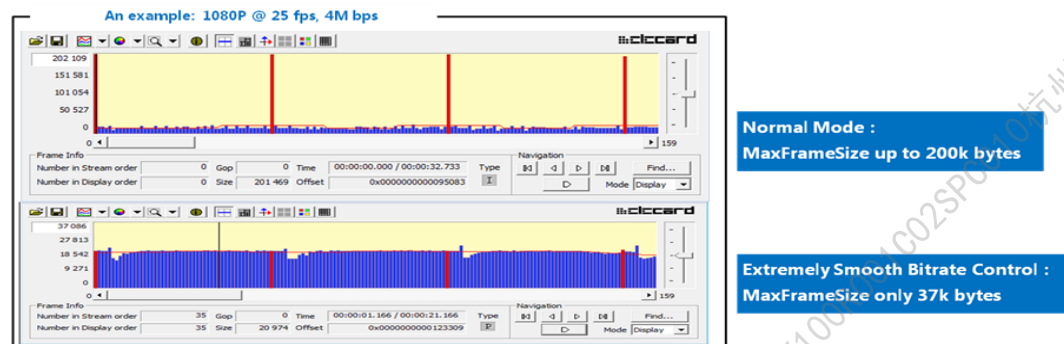 An example: 1080P @ 25 fps, 4M bps
elecard
202 109
151 581
101 054
50 527
0
0
159
Frame Info
Number in Stream order 0 Gop 0 Time 00:00:00.000 / 00:00:32.733 Type
Number in Display order 0 Size 201 469 Offset 0x0000000000095083 I
Navigation
Find...
Mode Display
Normal Mode :
MaxFrameSize up to 200k bytes
elecard
37 086
27 813
18 542
9 271
0
0
159
Frame Info
Number in Stream order 35 Gop 0 Time 00:00:01.166 / 00:00:21.166 Type
Number in Display order 35 Size 20 974 Offset 0x0000000000123309 P
Navigation
Find...
Mode Display
Extremely Smooth Bitrate Control :
MaxFrameSize only 37k bytes